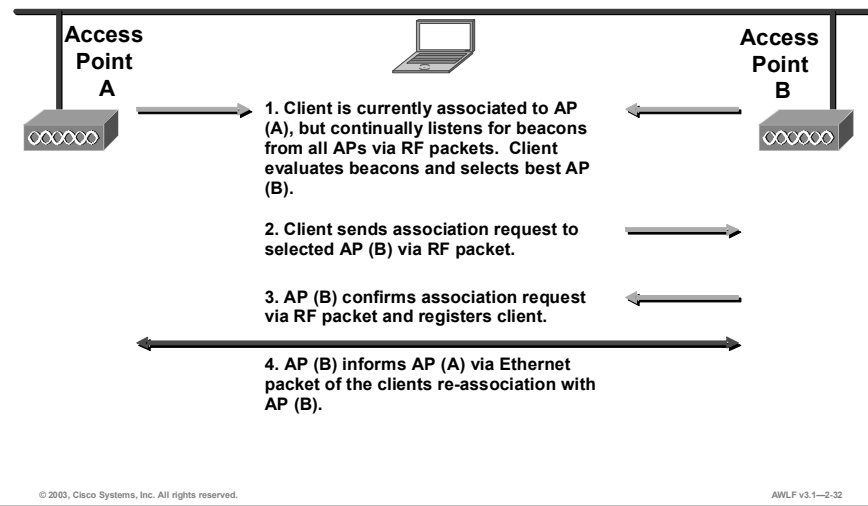 Access
Point
A
Access
Point
B
1. Client is currently associated to AP
(A), but continually listens for beacons
from all APs via RF packets.  Client
evaluates beacons and selects best AP
(B).
2. Client sends association request to
selected AP (B) via RF packet.
3. AP (B) confirms association request
via RF packet and registers client.
4. AP (B) informs AP (A) via Ethernet
packet of the clients re-association with
AP (B).
© 2003, Cisco Systems, Inc. All rights reserved.
AWLF v3.1—2-32